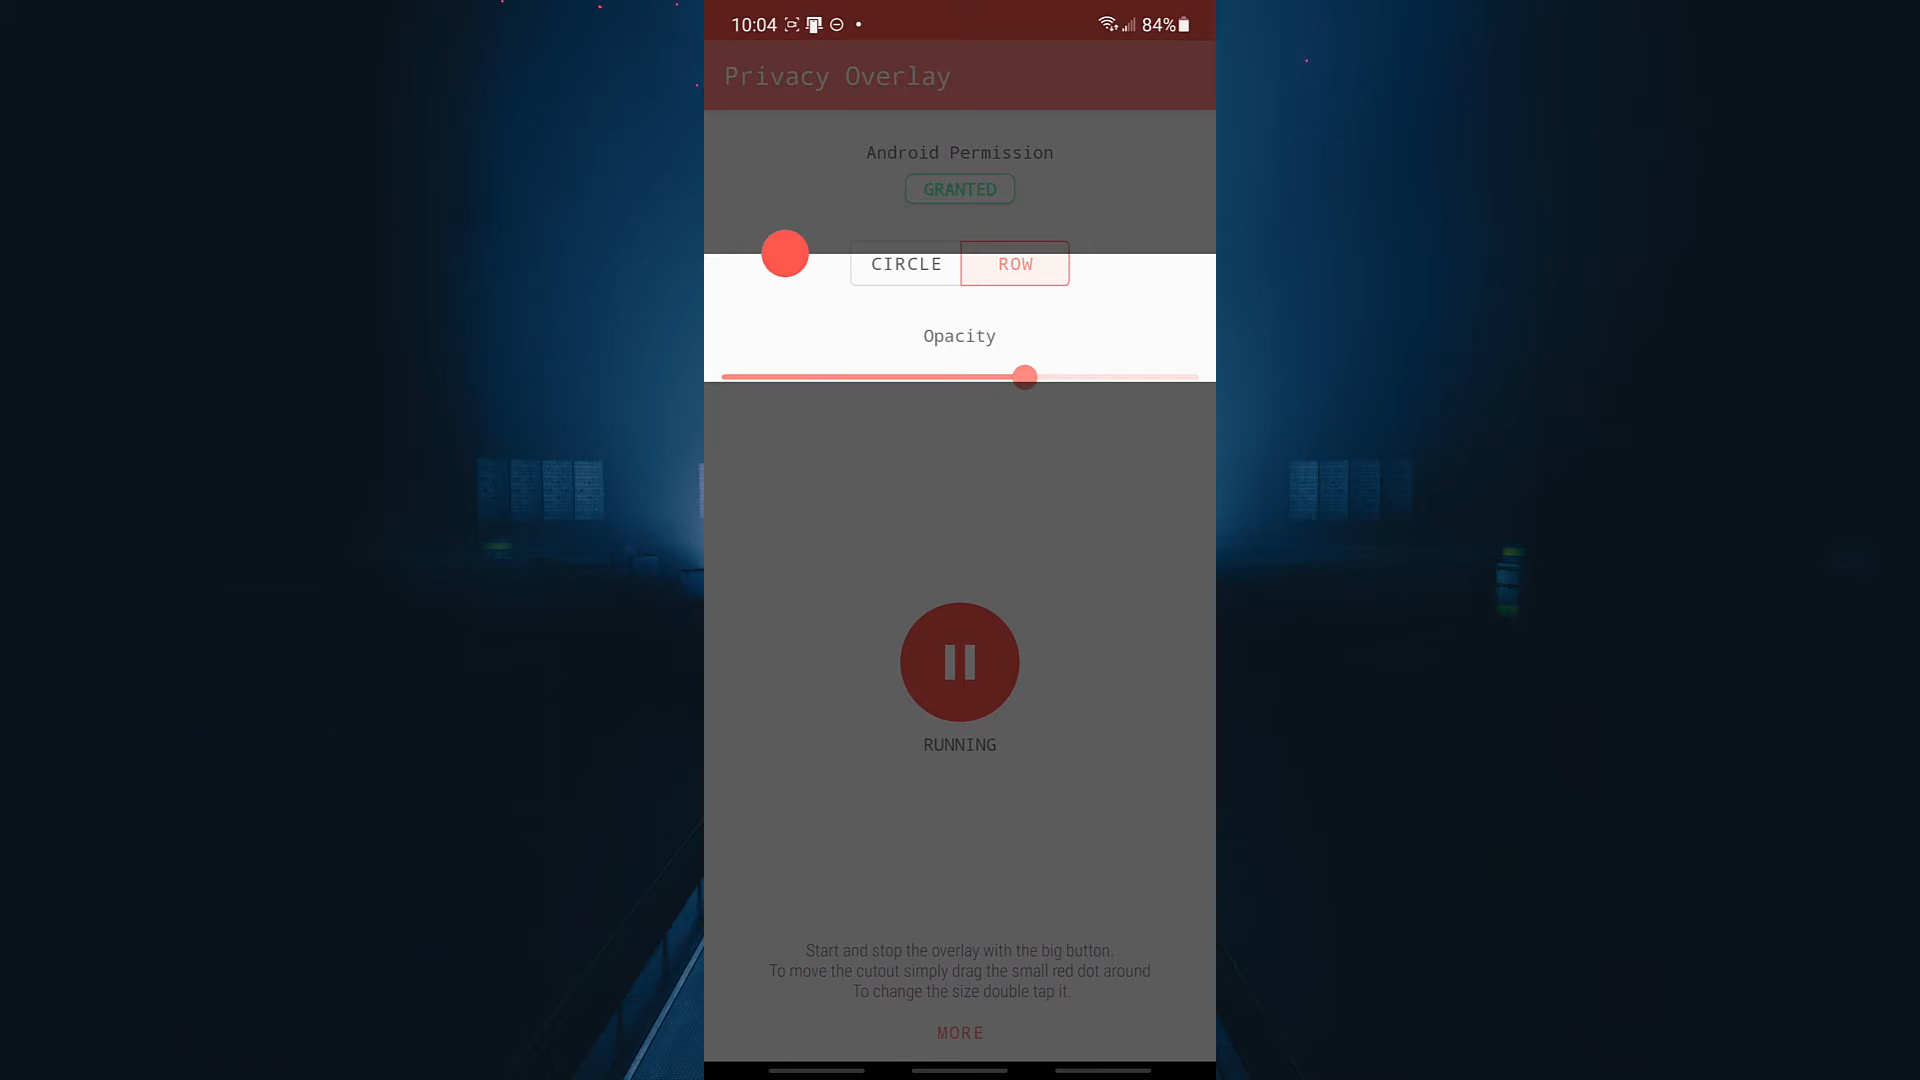 10:04
84%
Privacy Overlay
Android Permission
GRANTED
CIRCLE ROW
Opacity
RUNNING
Start and stop the overlay with the big button.
To move the cutout simply drag the small red dot around
To change the size double tap it.
MORE